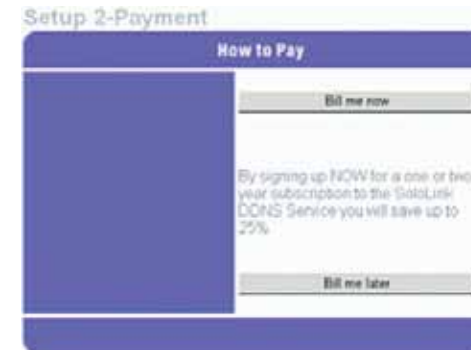 Setup 2-Payment
How to Pay
Bill me now
By signing up NOW for a one or two
year subscription to the SoloLink
DDNS Service you will save up to
25%
Bill me later